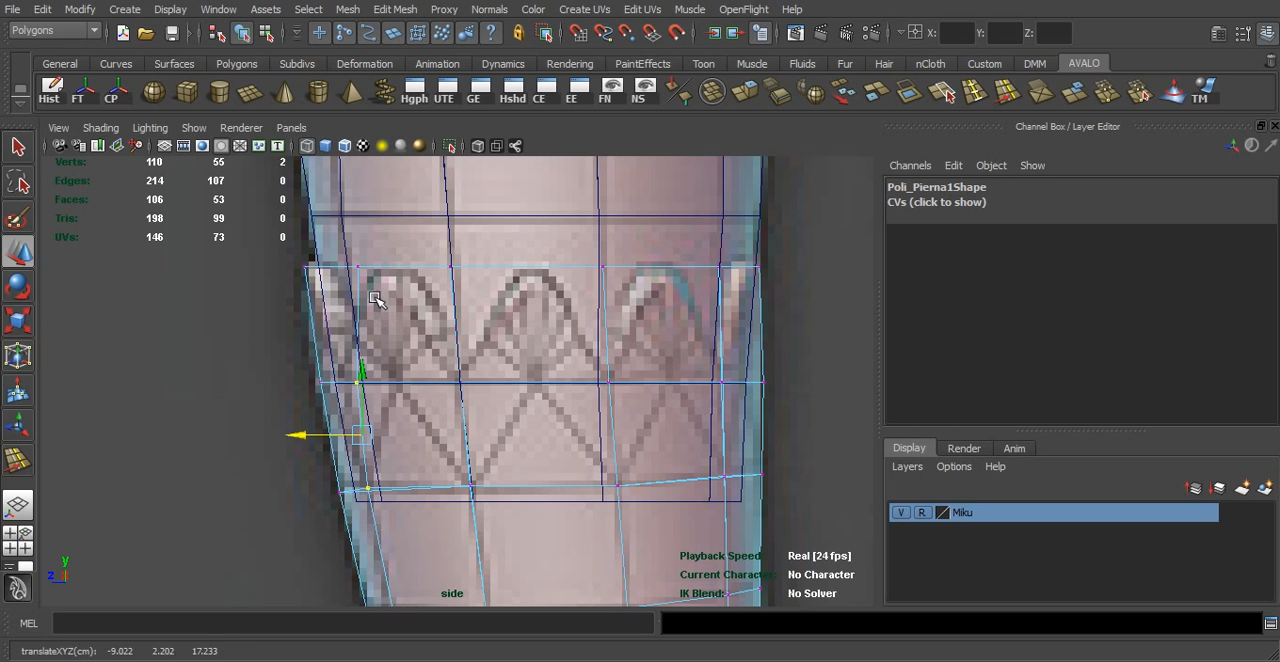 File Edit Modify Create Display Window Assets Select Mesh Edit Mesh Proxy Normals Color Create UVs Edit UVs Muscle OpenFlight Help
Polygons X: Y: Z:
General Curves Surfaces Polygons Subdivs Deformation Animation Dynamics Rendering PaintEffects Toon Muscle Fluids Fur Hair nCloth Custom DMM AVALO
Hist FT CP Hgph UTE GE Hshd CE EE FN NS TM
View Shading Lighting Show Renderer Panels
Channel Box / Layer Editor
Verts: 110 55 2
Edges: 214 107 0
Faces: 106 53 0
Tris: 198 99 0
UVs: 146 73 0
Channels Edit Object Show
Poli_Pierna1Shape
CVs (click to show)
Display Render Anim
Layers Options Help
V R Miku
Playback Speed: Real [24 fps]
Current Character: No Character
IK Blend: No Solver
y
z
side
MEL
translateXYZ(cm): -9.022 2.202 17.233